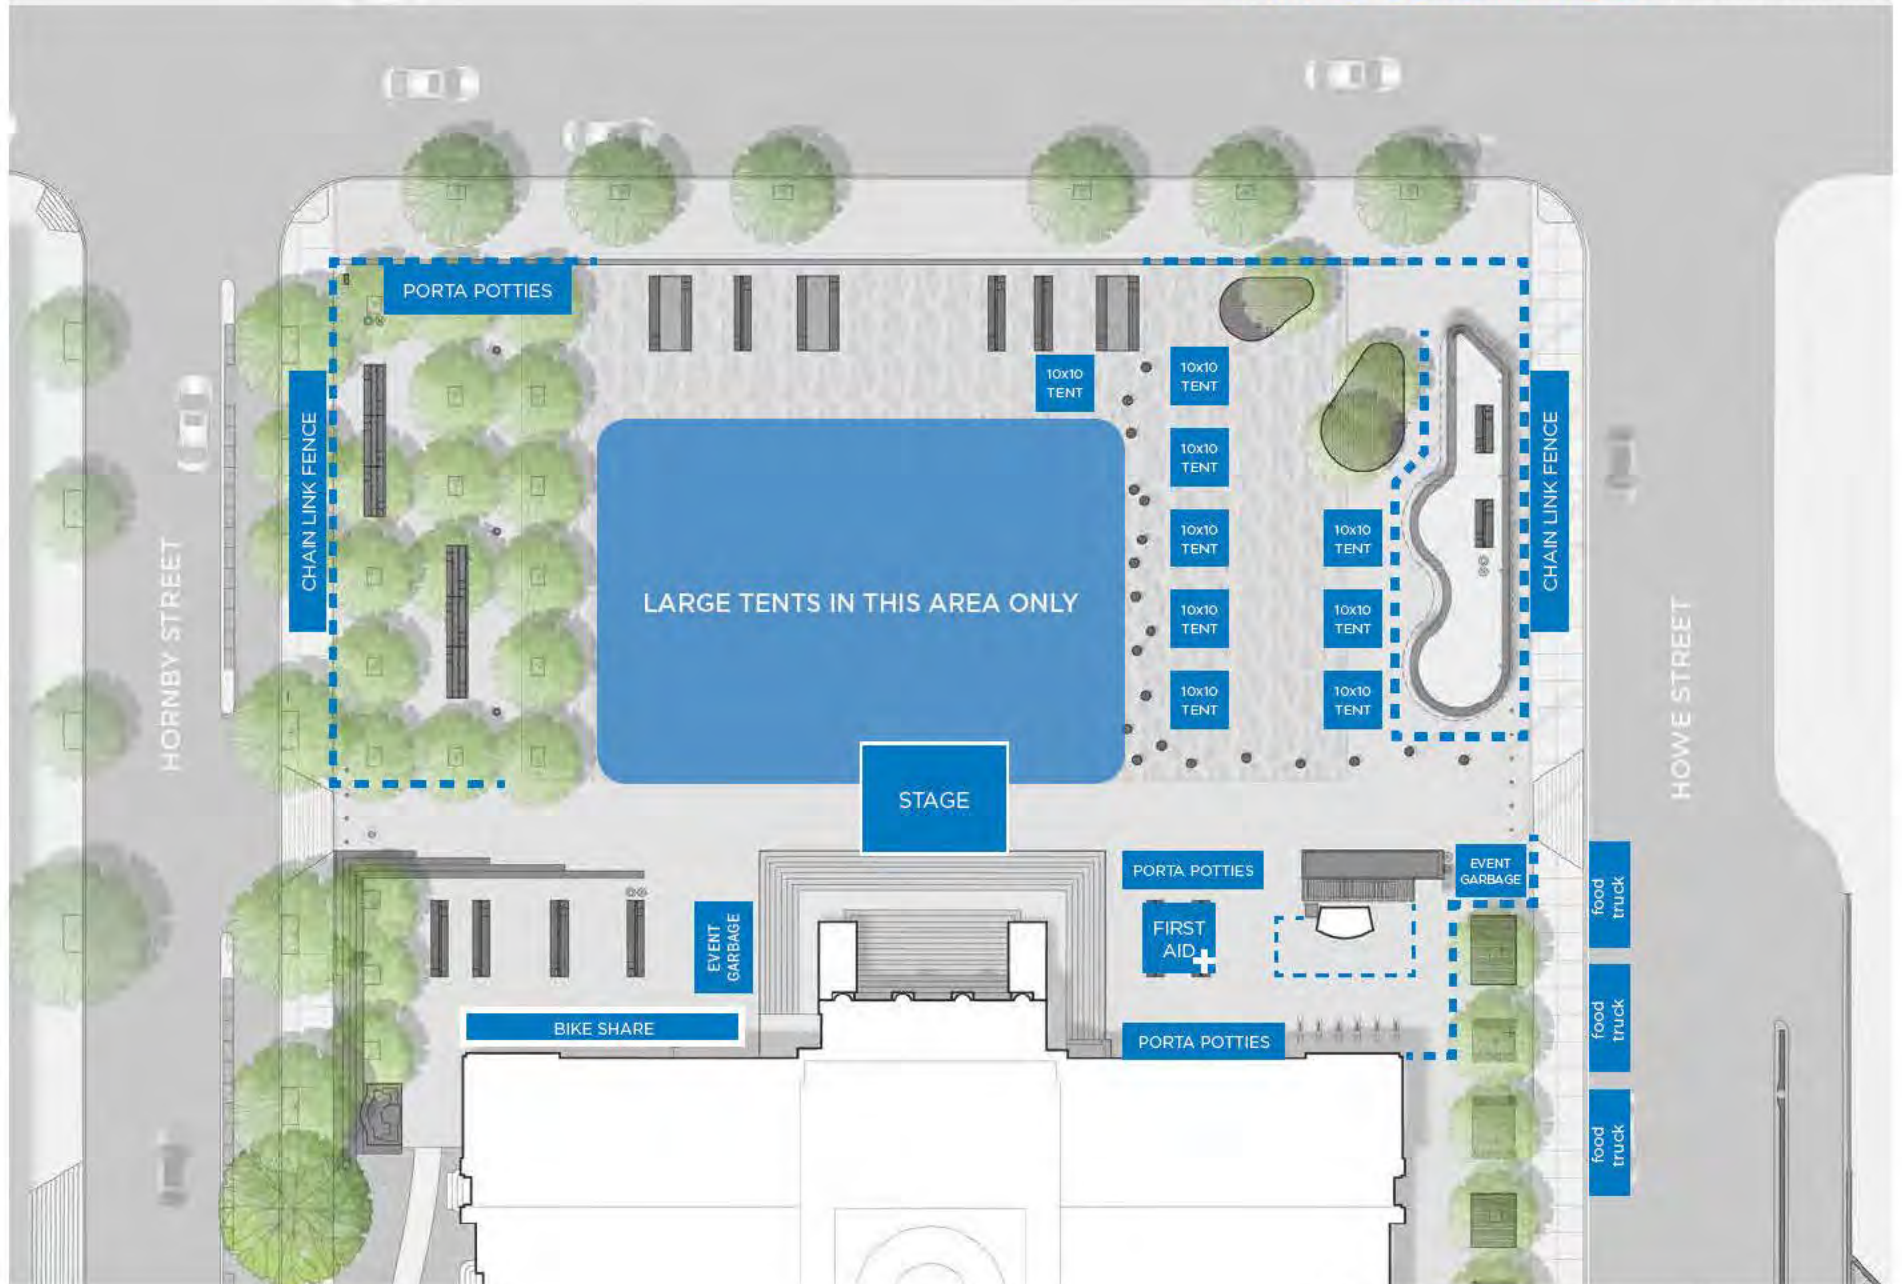 PORTA POTTIES
10x10
TENT
10x10
TENT
CHAIN LINK FENCE
CHAIN LINK FENCE
10x10
TENT
10x10
TENT
10x10
TENT
LARGE TENTS IN THIS AREA ONLY
10x10
TENT
10x10
TENT
HORNBY STREET
HOWE STREET
10x10
TENT
10x10
TENT
STAGE
PORTA POTTIES
EVENT
GARBAGE
food
truck
EVENT
GARBAGE
FIRST
AID
BIKE SHARE
PORTA POTTIES
food
truck
food
truck